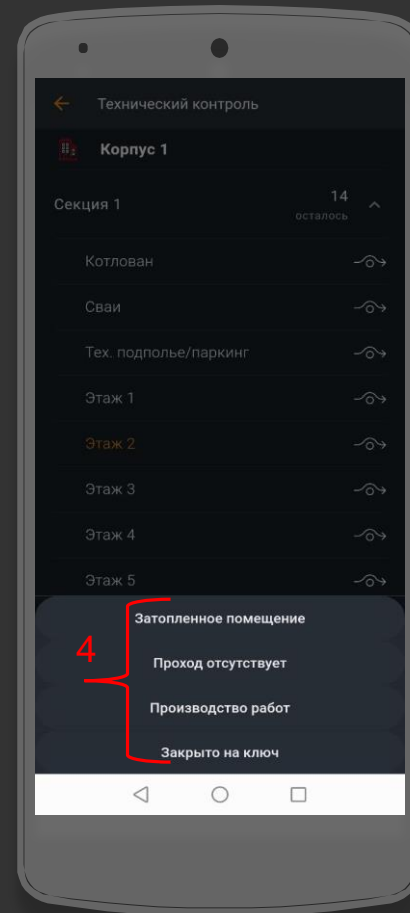 Технический контроль
Корпус 1
Секция 1
14
осталось
Котлован
Сваи
Тех. подполье/паркинг
Этаж 1
Этаж 2
Этаж 3
Этаж 4
Этаж 5
4
Затопленное помещение
Проход отсутствует
Производство работ
Закрыто на ключ